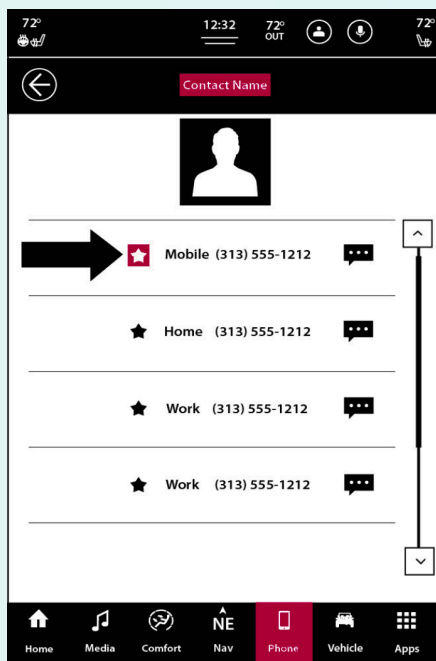 72° 12:32 72° 72°
OUT
Contact Name
Mobile (313) 555-1212
Home (313) 555-1212
Work (313) 555-1212
Work (313) 555-1212
NE
Home Media Comfort Nav Phone Vehicle Apps